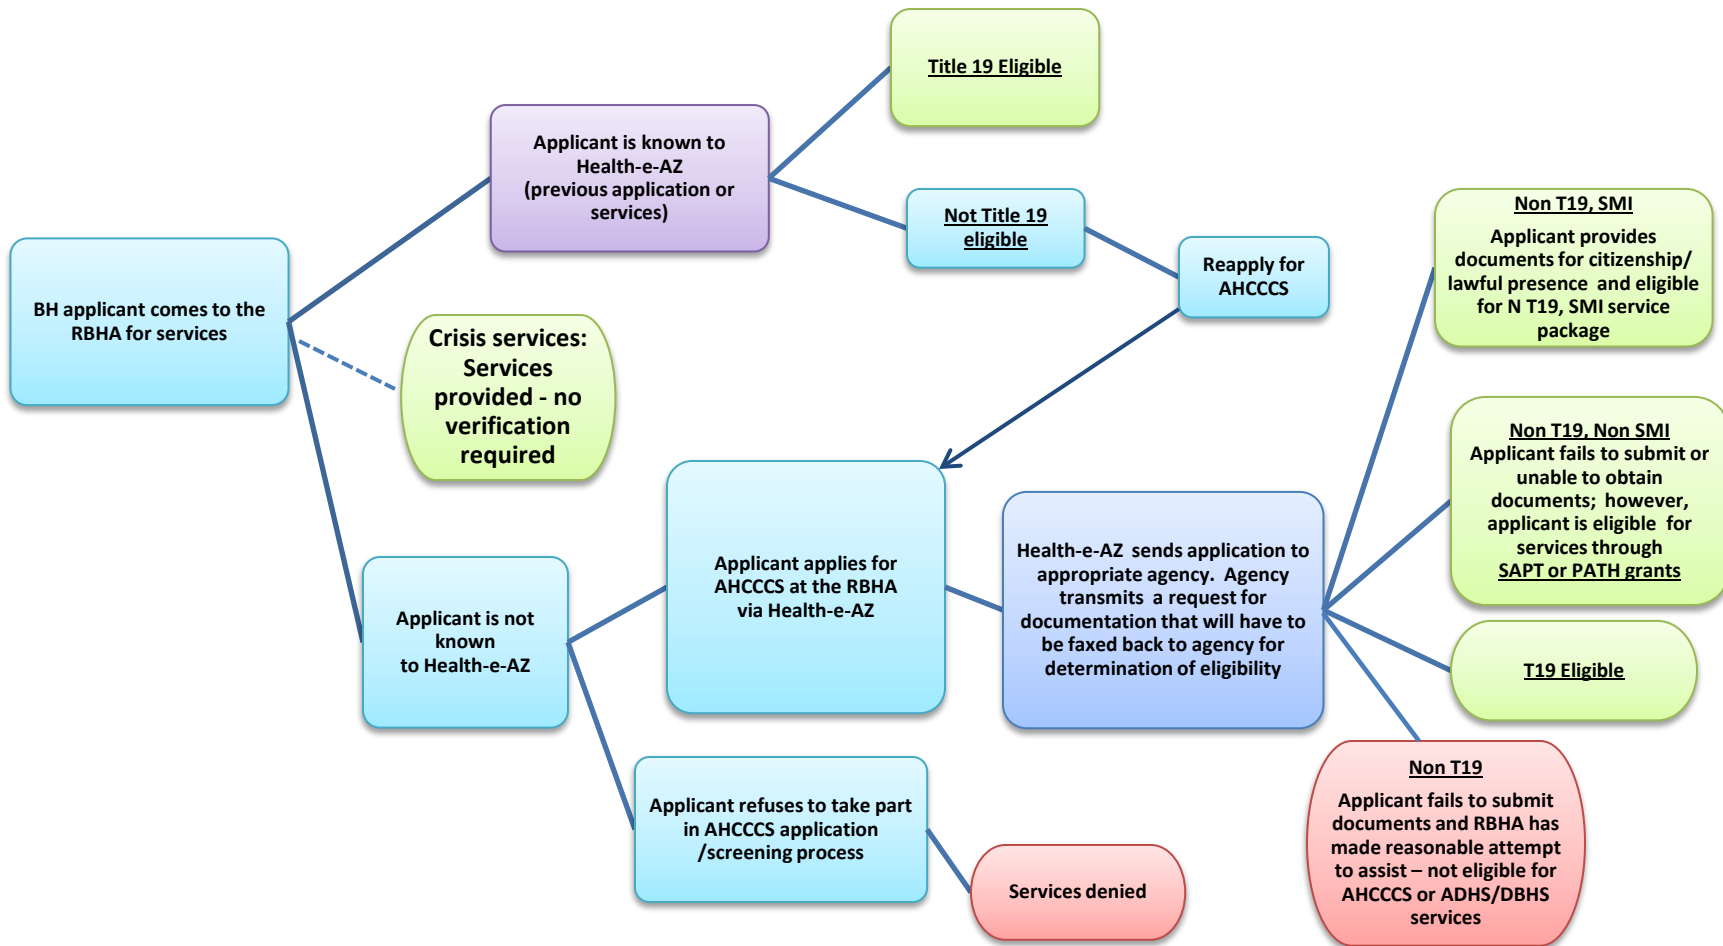 Title 19 Eligible
Applicant is known to
Health-e-AZ
(previous application or
services)
Not Title 19
eligible
Reapply for
AHCCCS
BH applicant comes to the
RBHA for services
Crisis services:
Services
provided - no
verification
required
Applicant is not
known
to Health-e-AZ
Applicant applies for
AHCCCS at the RBHA
via Health-e-AZ
Applicant refuses to take part
in AHCCCS application
/screening process
Services denied
Health-e-AZ sends application to
appropriate agency. Agency
transmits a request for
documentation that will have to
be faxed back to agency for
determination of eligibility
Non T19, SMI
Applicant provides
documents for citizenship/
lawful presence and eligible
for N T19, SMI service
package
Non T19, Non SMI
Applicant fails to submit or
unable to obtain
documents; however,
applicant is eligible for
services through
SAPT or PATH grants
T19 Eligible
Non T19
Applicant fails to submit
documents and RBHA has
made reasonable attempt
to assist – not eligible for
AHCCCS or ADHS/DBHS
services